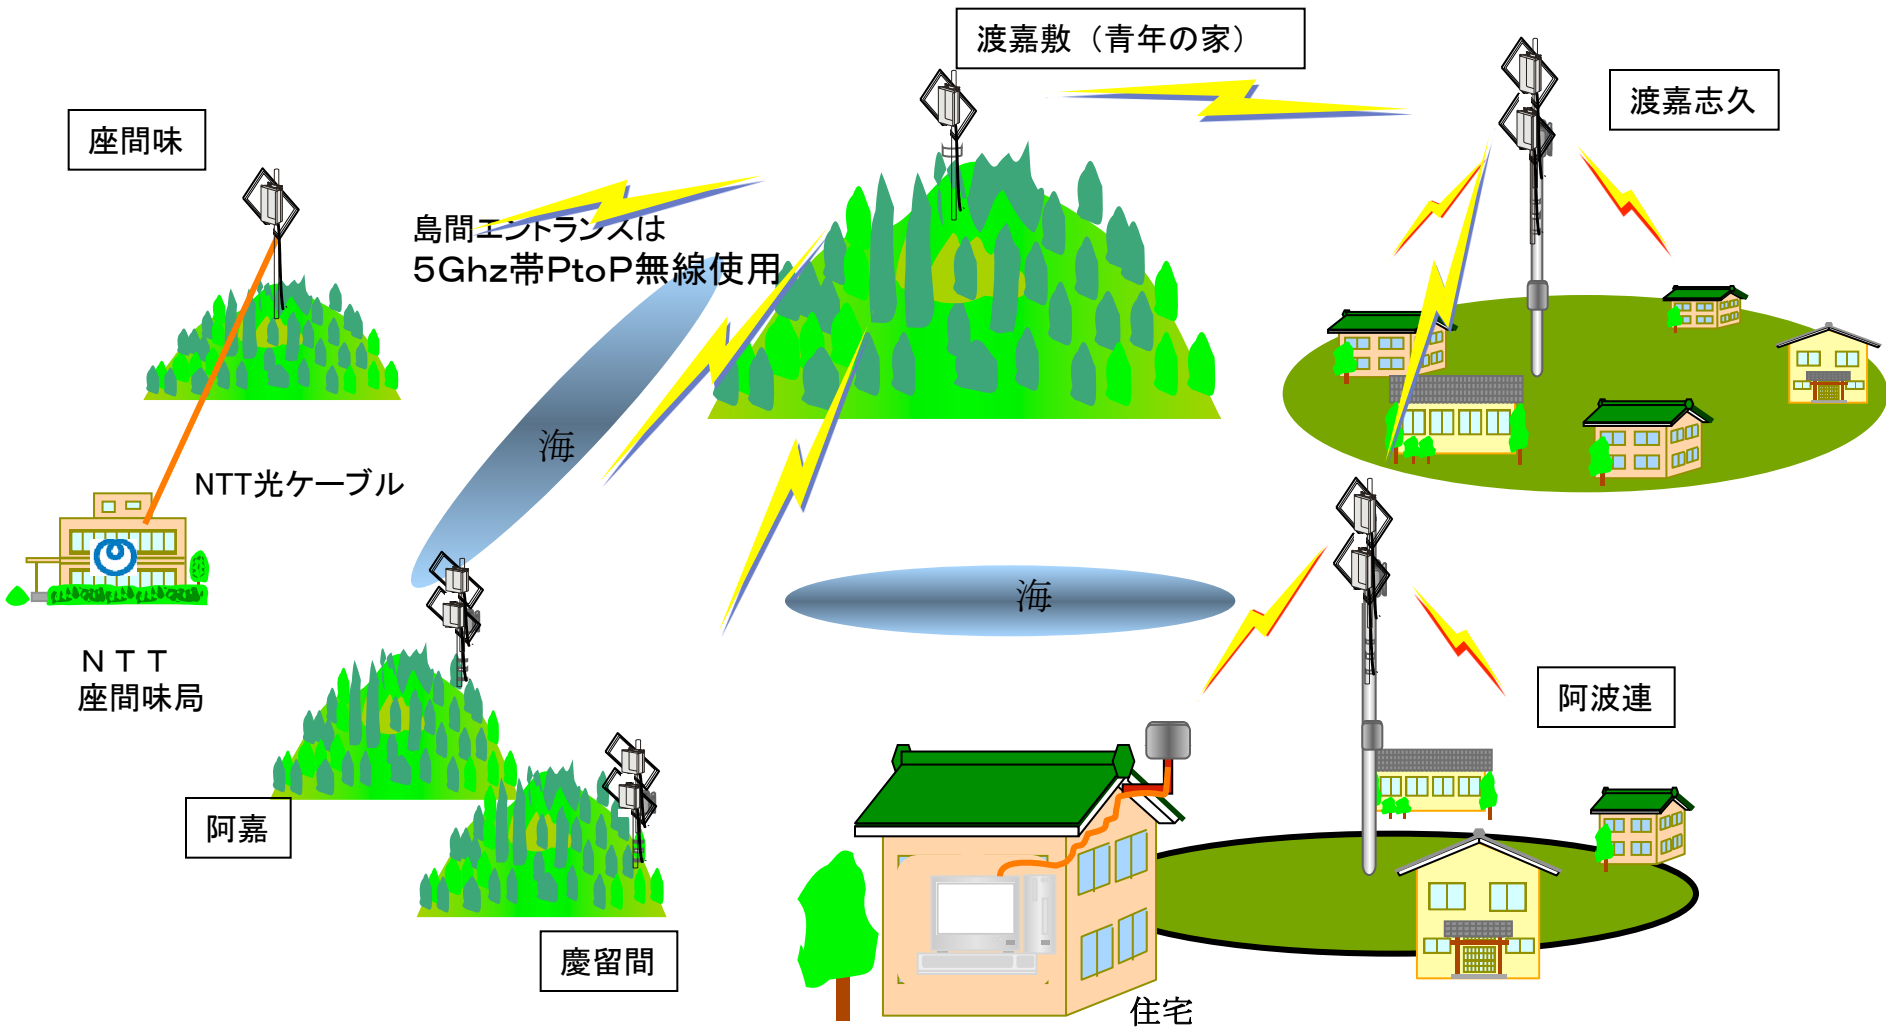 渡嘉敷（青年の家）
渡嘉志久
座間味
島間エントランスは
5Ghz帯PtoP無線使用
海
NTT光ケーブル
海
ＮＴＴ
座間味局
阿波連
阿嘉
慶留間
住宅